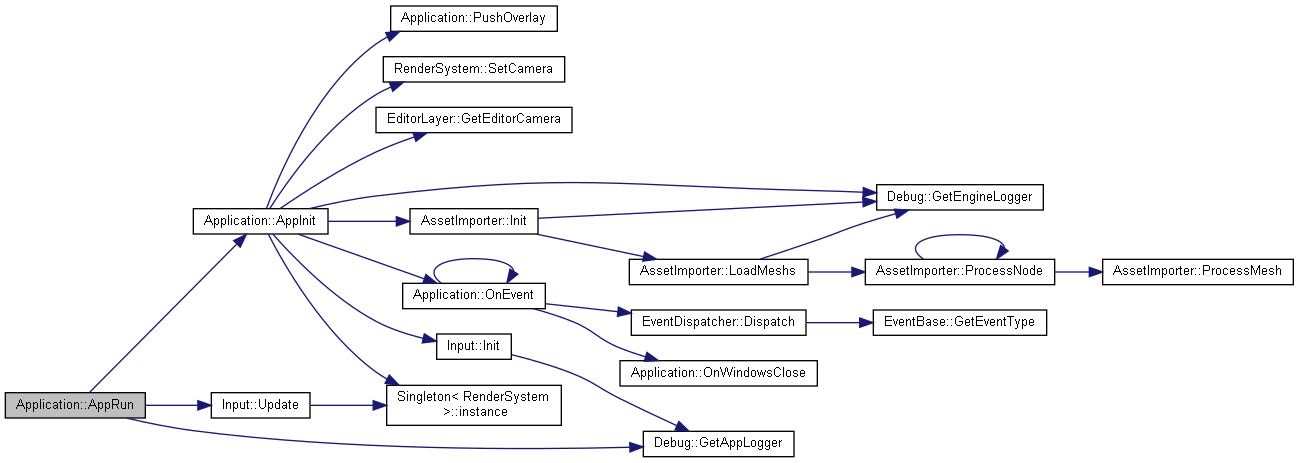 Application::PushOverlay
RenderSystem::SetCamera
EditorLayer::GetEditorCamera
Debug::GetEngineLogger
Application::AppInit
AssetImporter::Init
AssetImporter::LoadMeshs
AssetImporter::ProcessNode
AssetImporter::ProcessMesh
Application::OnEvent
EventDispatcher::Dispatch
EventBase::GetEventType
Input::Init
Application::OnWindowsClose
Application::AppRun
Input::Update
Singleton< RenderSystem
>::instance
Debug::GetAppLogger